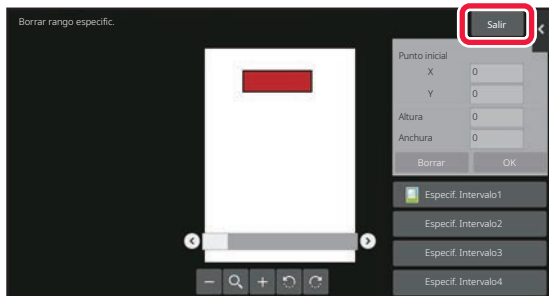 Borrar rango especific.
Salir
Punto inicial
X 0
Y 0
Altura 0
Anchura 0
Borrar OK
Especif. Intervalo1
Especif. Intervalo2
Especif. Intervalo3
Especif. Intervalo4